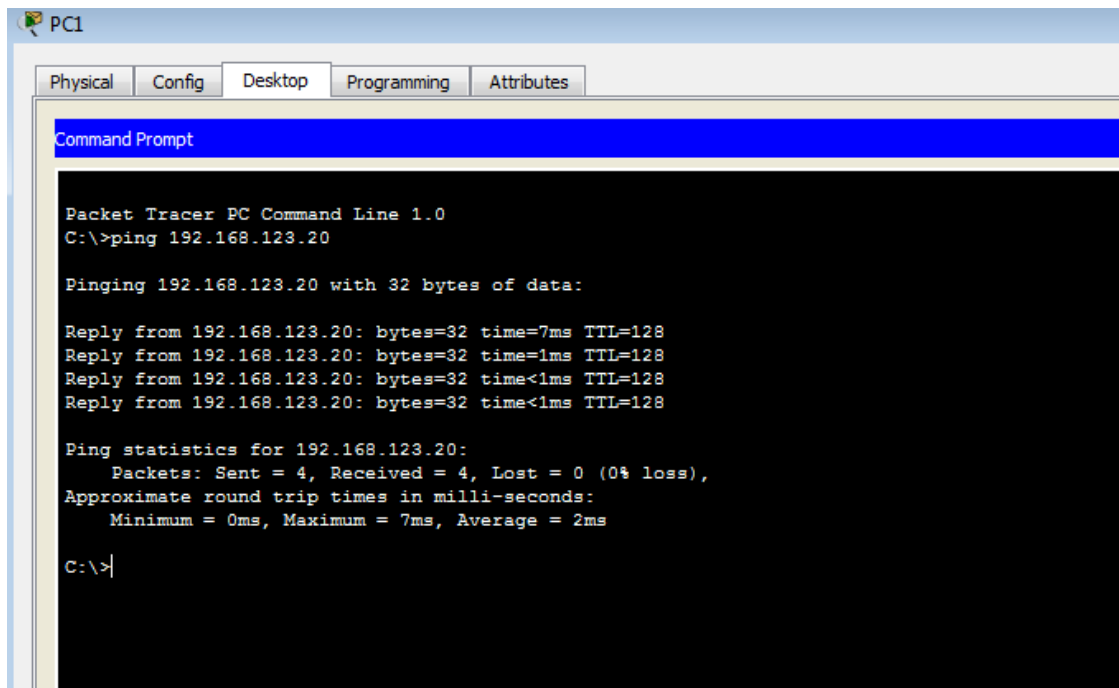 PC1
Physical Config Desktop Programming Attributes
Command Prompt
Packet Tracer PC Command Line 1.0
C:\>ping 192.168.123.20
Pinging 192.168.123.20 with 32 bytes of data:
Reply from 192.168.123.20: bytes=32 time=7ms TTL=128
Reply from 192.168.123.20: bytes=32 time=1ms TTL=128
Reply from 192.168.123.20: bytes=32 time<1ms TTL=128
Reply from 192.168.123.20: bytes=32 time<1ms TTL=128
Ping statistics for 192.168.123.20:
Packets: Sent = 4, Received = 4, Lost = 0 (0% loss),
Approximate round trip times in milli-seconds:
Minimum = 0ms, Maximum = 7ms, Average = 2ms
C:\>